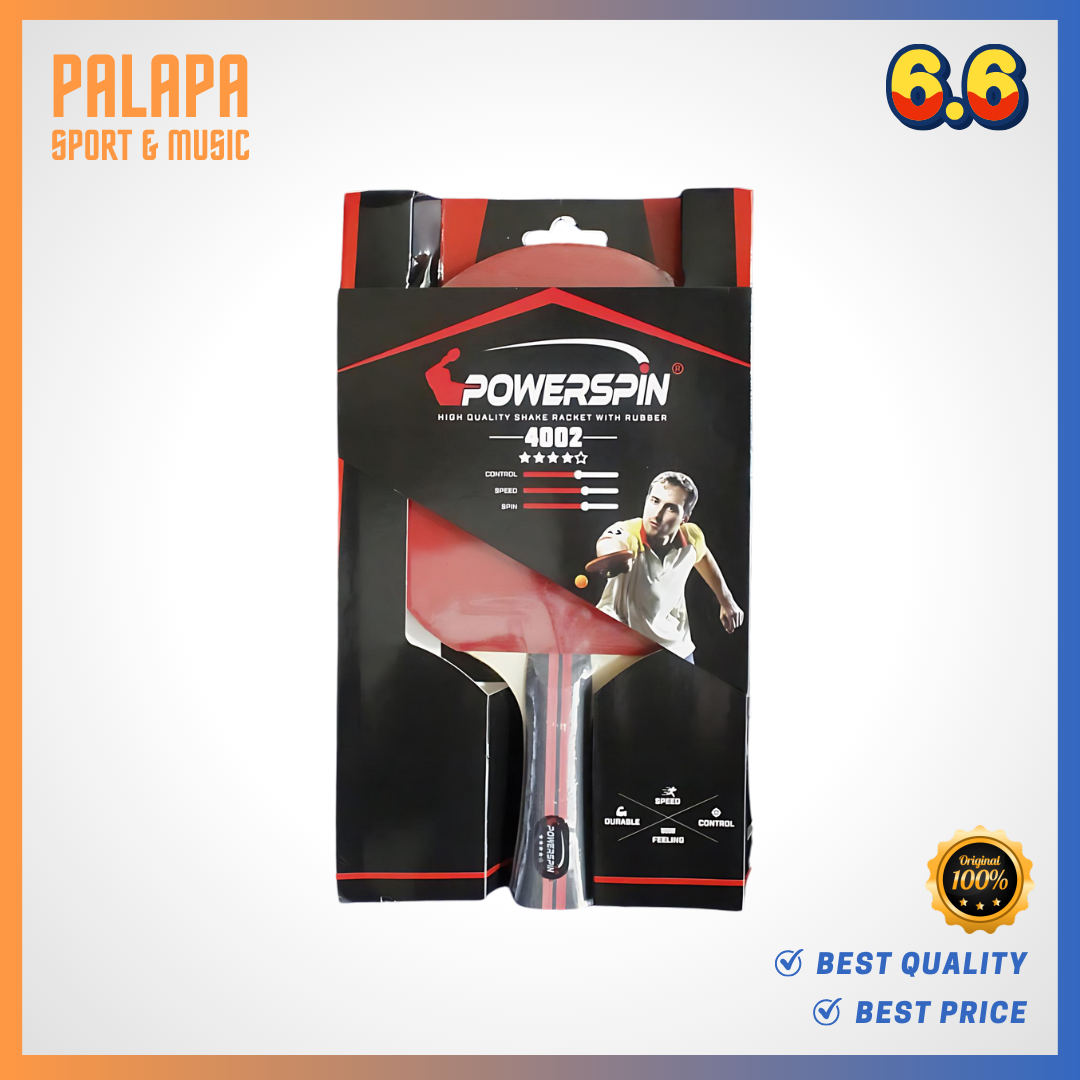 PALAPA
SPORT & MUSIC
6.6
POWERSPIN®
HIGH QUALITY SHAKE RACKET WITH RUBBER
4002
CONTROL
SPEED
SPIN
SPEED
DURABLE
CONTROL
FEELING
POWERSPIN
Original
100%
BEST QUALITY
BEST PRICE